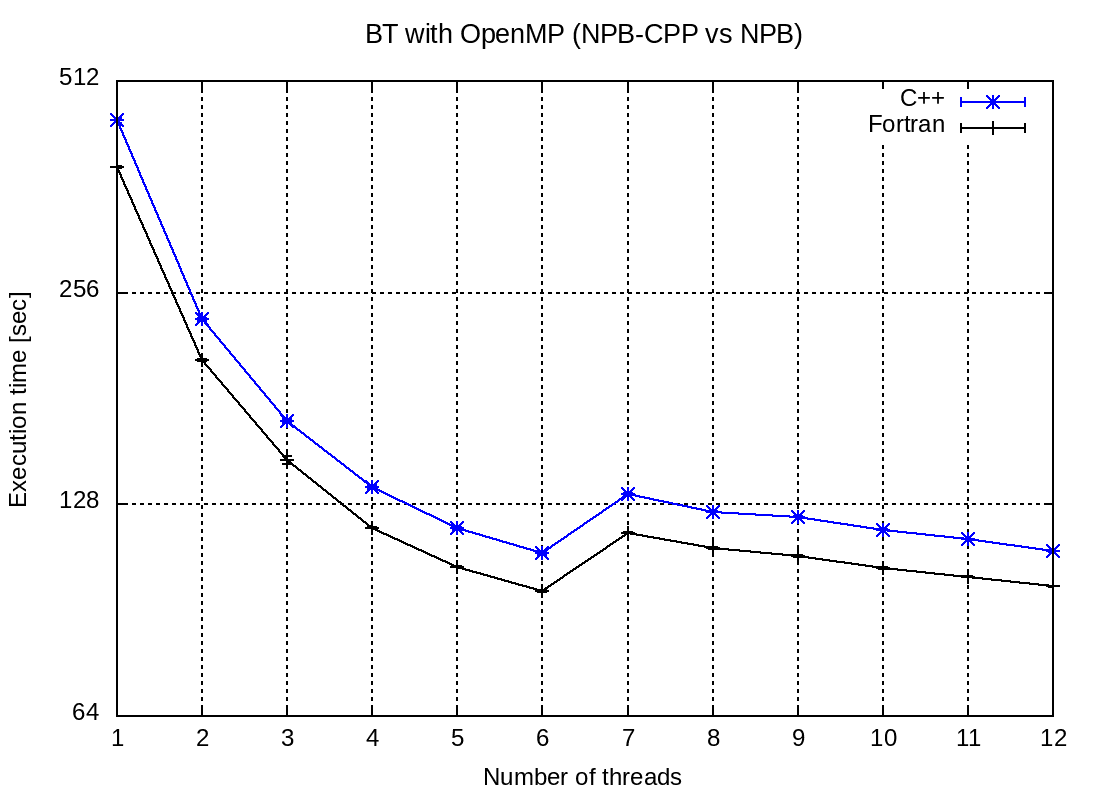 BT with OpenMP (NPB-CPP vs NPB)
512
256
128
64
Execution time [sec]
C++
Fortran
1 2 3 4 5 6 7 8 9 10 11 12
Number of threads